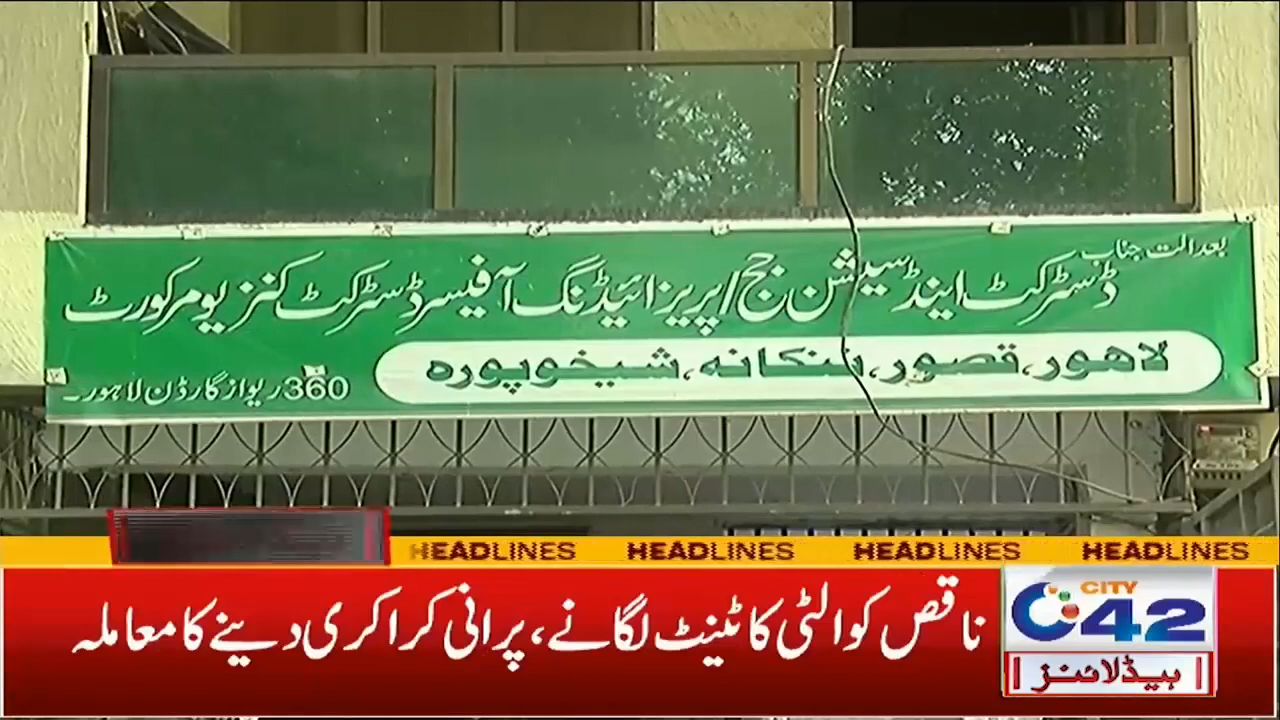 بعدالت جناب
ڈسٹرکٹ اینڈ سیشن جج / پریزائیڈنگ آفیسر ڈسٹرکٹ کنزیومر کورٹ
لاہور، قصور، ننکانہ، شیخوپورہ
360 ریواز گارڈن لاہور۔
HEADLINES HEADLINES HEADLINES HEADLINES
ناقص کوالٹی کا ٹینٹ لگانے، پرانی کراکری دینے کا معاملہ
CITY
42
ہیڈلائنز